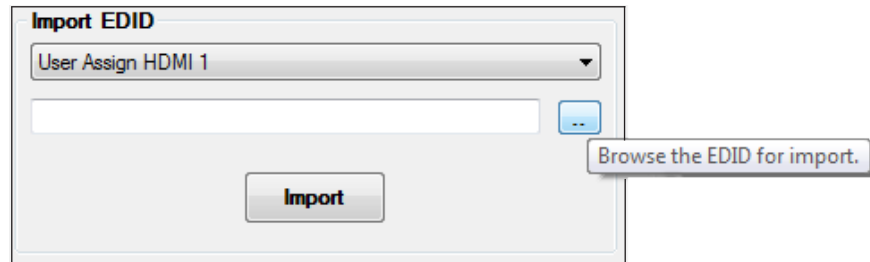 Import EDID
User Assign HDMI 1
..
Browse the EDID for import.
Import